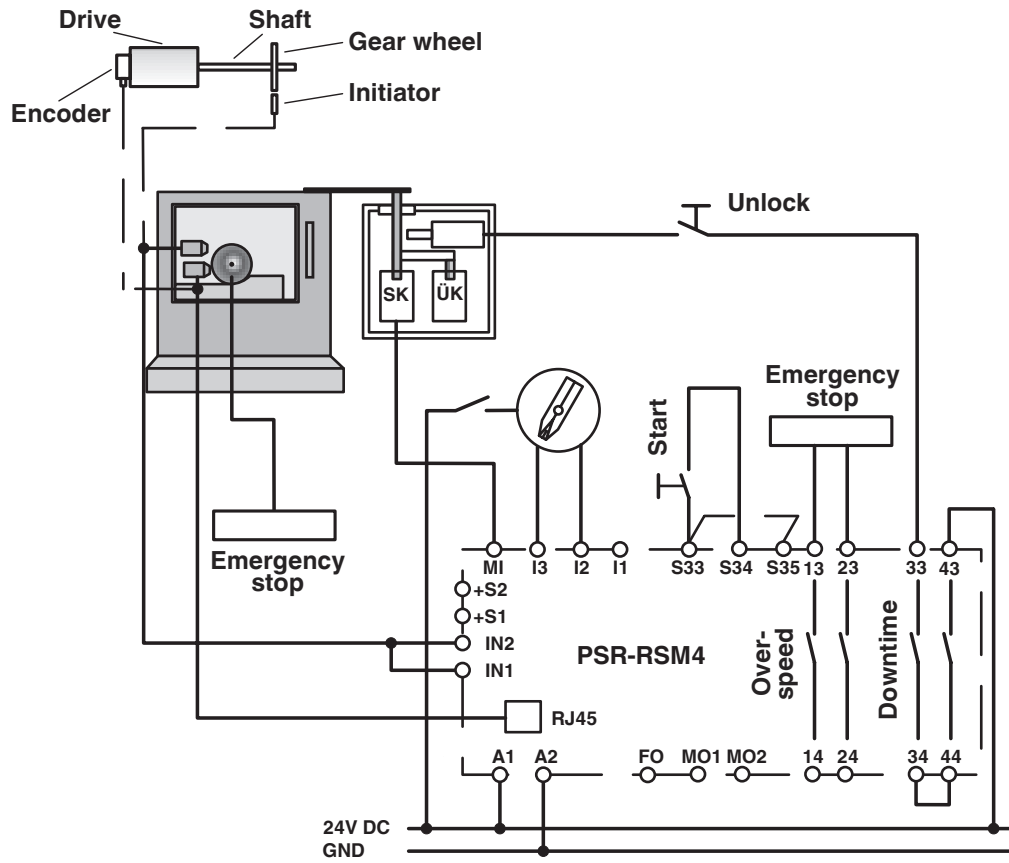 Drive
Shaft
Gear wheel
Encoder
Initiator
Unlock
SK
ÜK
Emergency
stop
Start
Emergency
stop
MI
I3
I2
I1
S33
S34
S35
13
23
33
43
+S2
+S1
IN2
IN1
PSR-RSM4
Over-
speed
Downtime
RJ45
A1
A2
FO
MO1
MO2
14
24
34
44
24V DC
GND